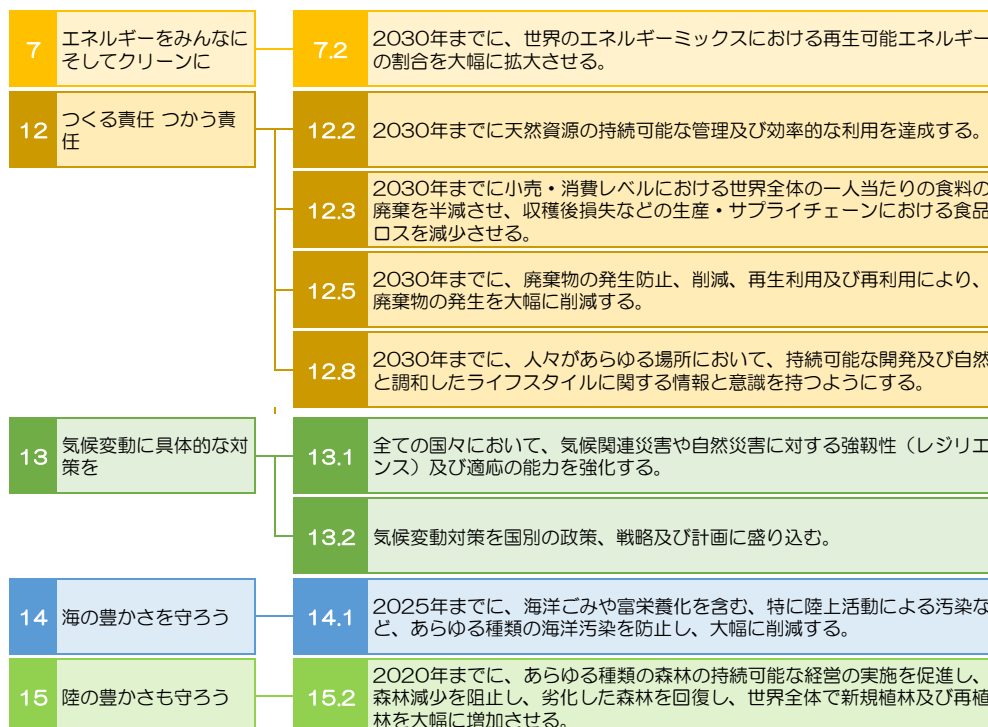 7
エネルギーをみんなに
そしてクリーンに
7.2
2030年までに、世界のエネルギーミックスにおける再生可能エネルギー
の割合を大幅に拡大させる。
12
つくる責任 つかう責
任
12.2
2030年までに天然資源の持続可能な管理及び効率的な利用を達成する。
12.3
2030年までに小売・消費レベルにおける世界全体の一人当たりの食料の
廃棄を半減させ、収穫後損失などの生産・サプライチェーンにおける食品
ロスを減少させる。
12.5
2030年までに、廃棄物の発生防止、削減、再生利用及び再利用により、
廃棄物の発生を大幅に削減する。
12.8
2030年までに、人々があらゆる場所において、持続可能な開発及び自然
と調和したライフスタイルに関する情報と意識を持つようにする。
13
気候変動に具体的な対
策を
13.1
全ての国々において、気候関連災害や自然災害に対する強靱性（レジリエ
ンス）及び適応の能力を強化する。
13.2
気候変動対策を国別の政策、戦略及び計画に盛り込む。
14
海の豊かさを守ろう
14.1
2025年までに、海洋ごみや富栄養化を含む、特に陸上活動による汚染な
ど、あらゆる種類の海洋汚染を防止し、大幅に削減する。
15
陸の豊かさも守ろう
15.2
2020年までに、あらゆる種類の森林の持続可能な経営の実施を促進し、
森林減少を阻止し、劣化した森林を回復し、世界全体で新規植林及び再植
林を大幅に増加させる。